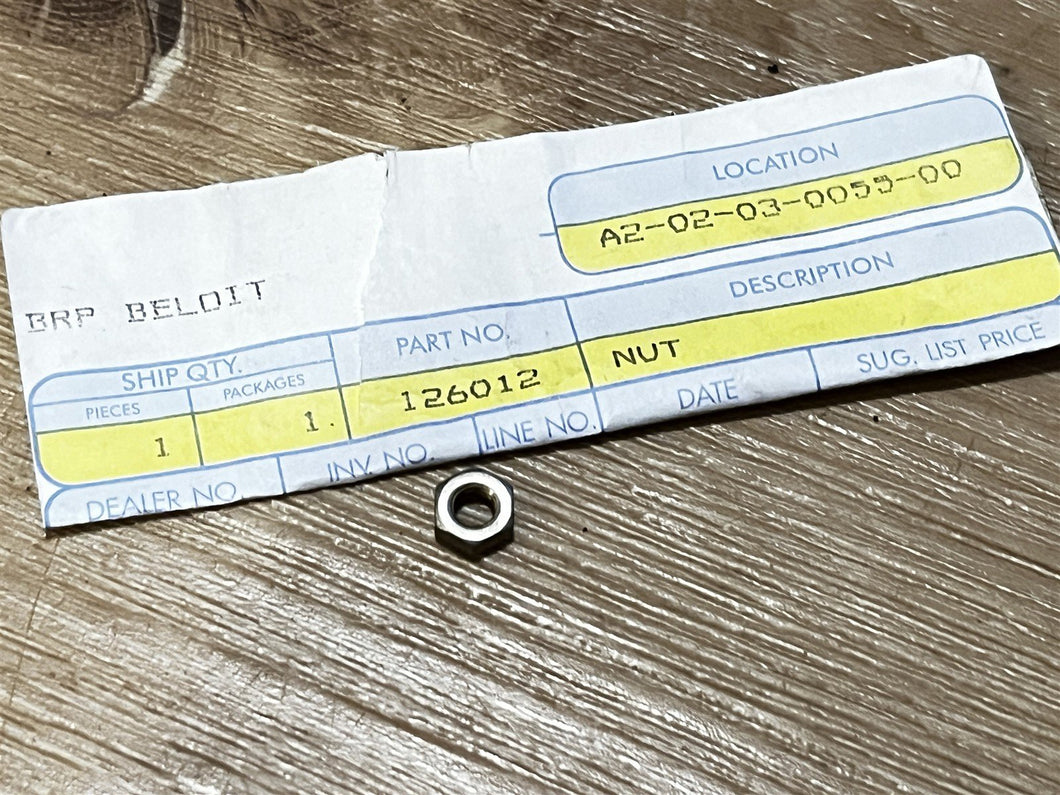 LOCATION
A2-02-03-0055-00
BRP BELOIT
SHIP QTY. PART NO. DESCRIPTION
PIECES PACKAGES 126012 NUT
1 1.
DEALER NO. INV. NO. LINE NO. DATE SUG. LIST PRICE